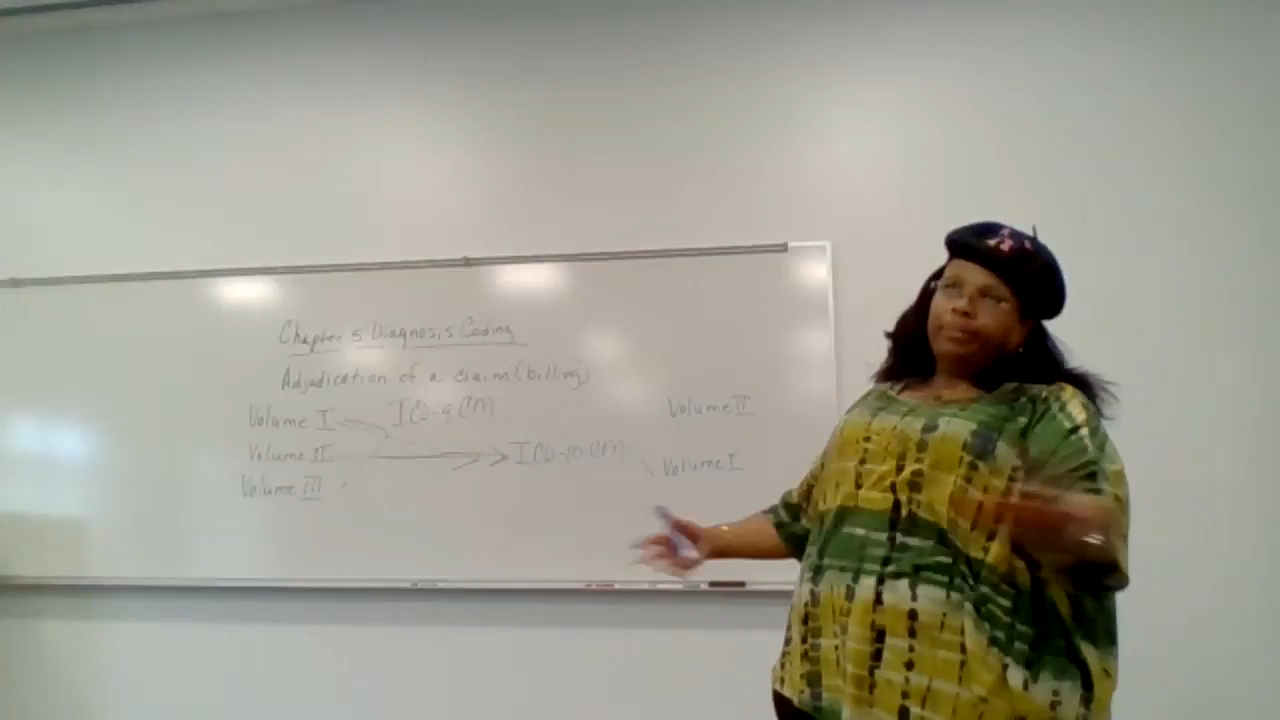 Chapter 5 Diagnosis Coding
Adjudication of a claim (billing)
Volume I ICD-9 CM Volume II
Volume II ICD-10 CM Volume I
Volume III